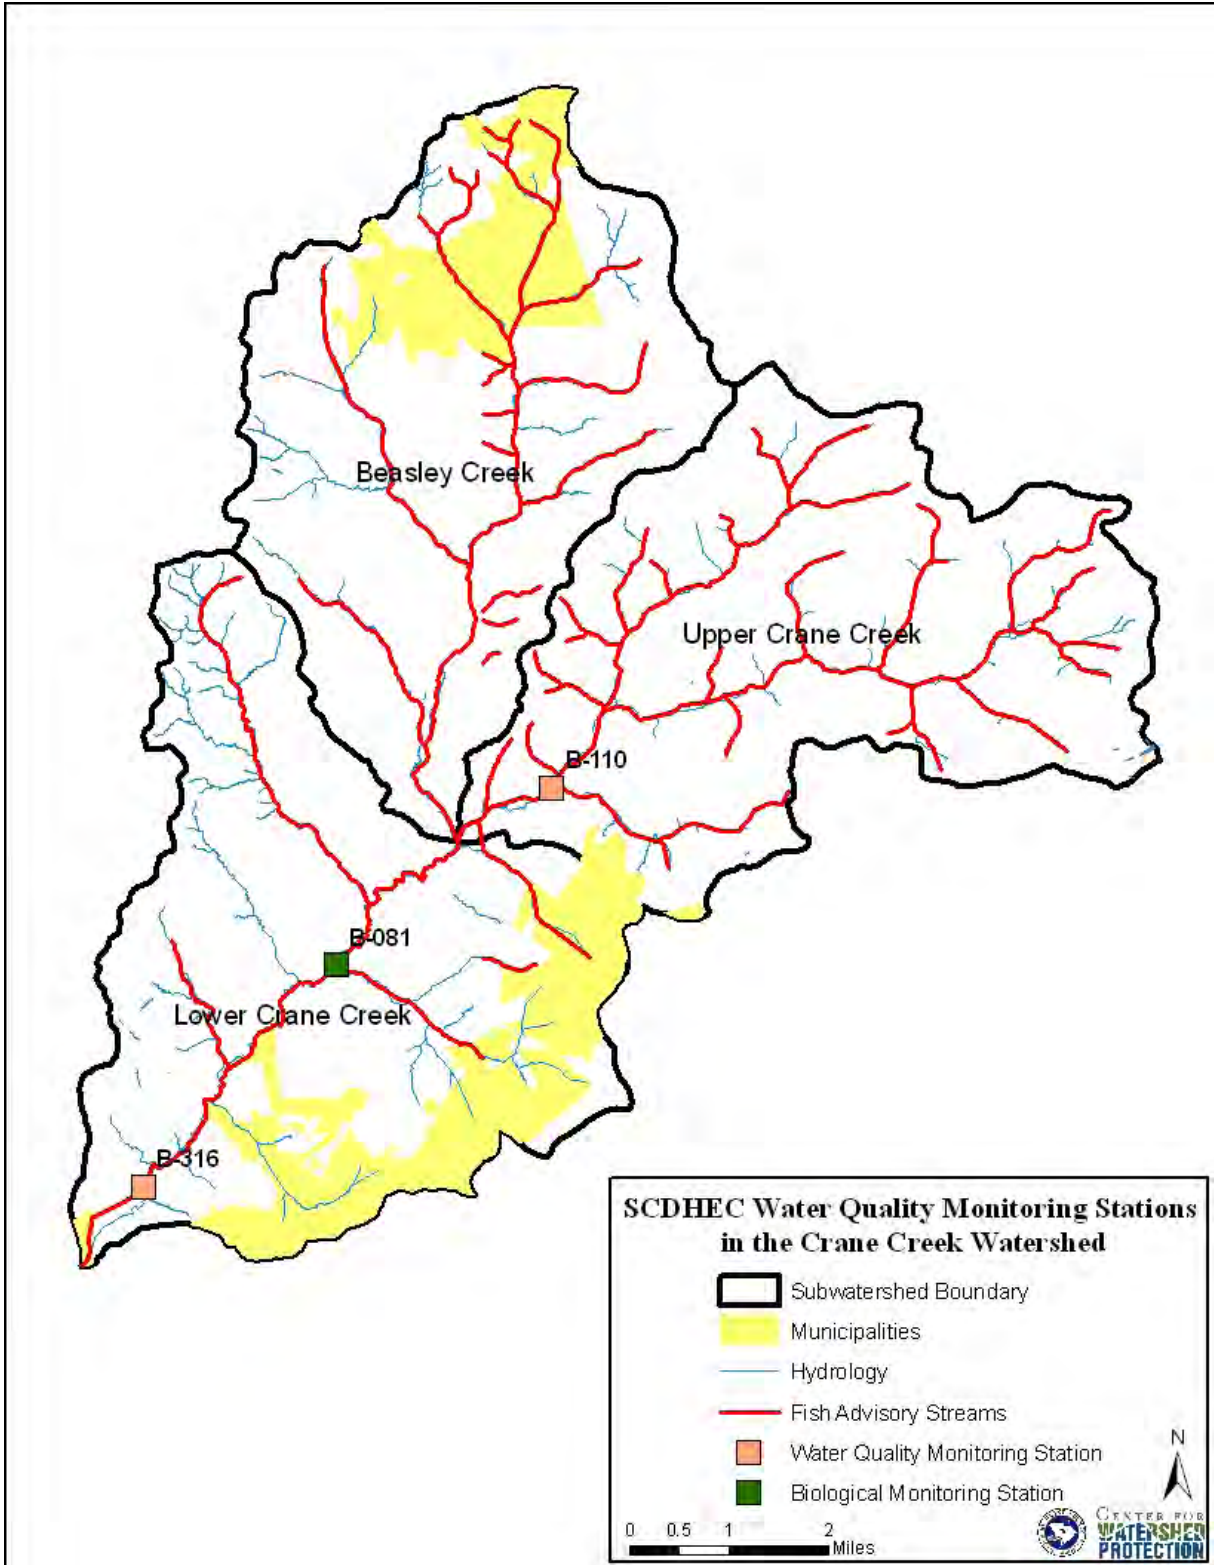 Beasley Creek
Upper Crane Creek
B-110
B-081
Lower Crane Creek
B-316
SCDHEC Water Quality Monitoring Stations
in the Crane Creek Watershed
Subwatershed Boundary
Municipalities
Hydrology
Fish Advisory Streams
Water Quality Monitoring Station
Biological Monitoring Station
N
0 0.5 1 2
Miles
CENTER FOR
WATERSHED
PROTECTION